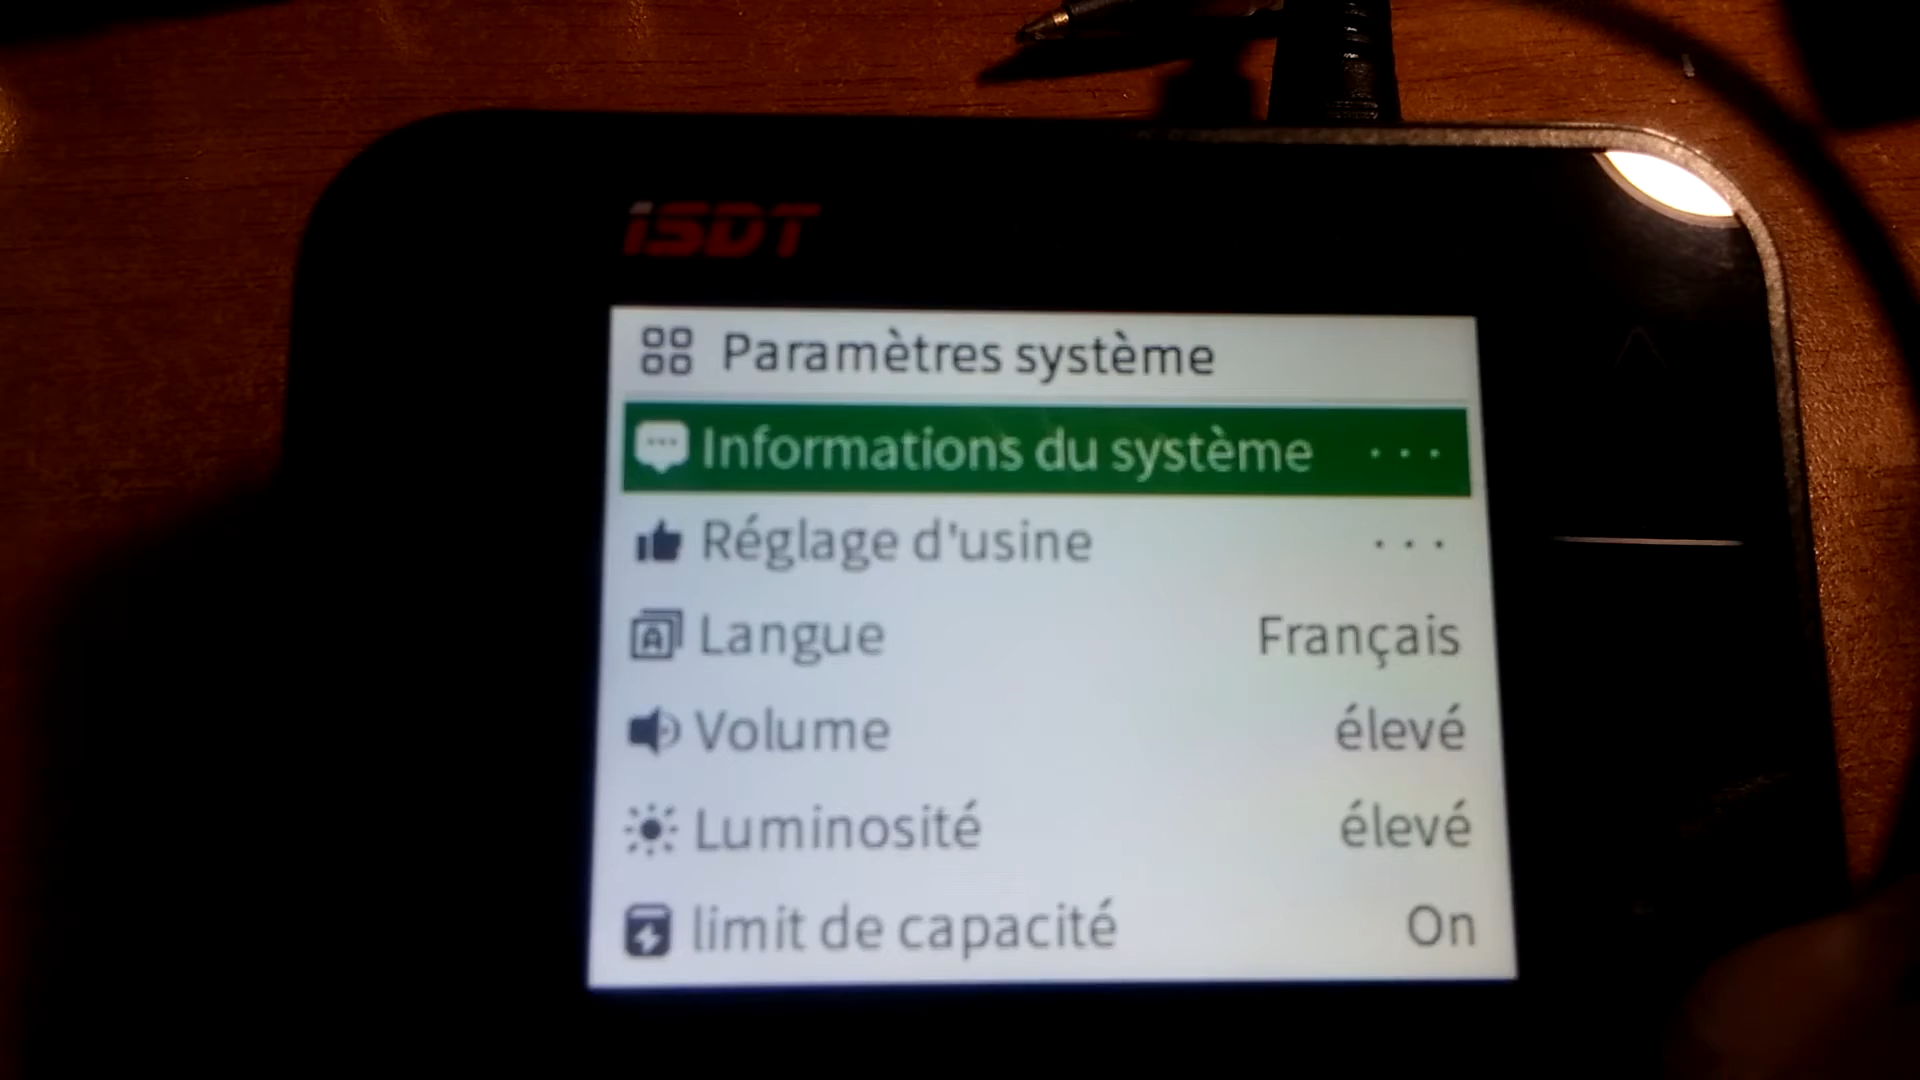 iSDT
Paramètres système
Informations du système ...
Réglage d'usine ...
Langue Français
Volume élevé
Luminosité élevé
limit de capacité On